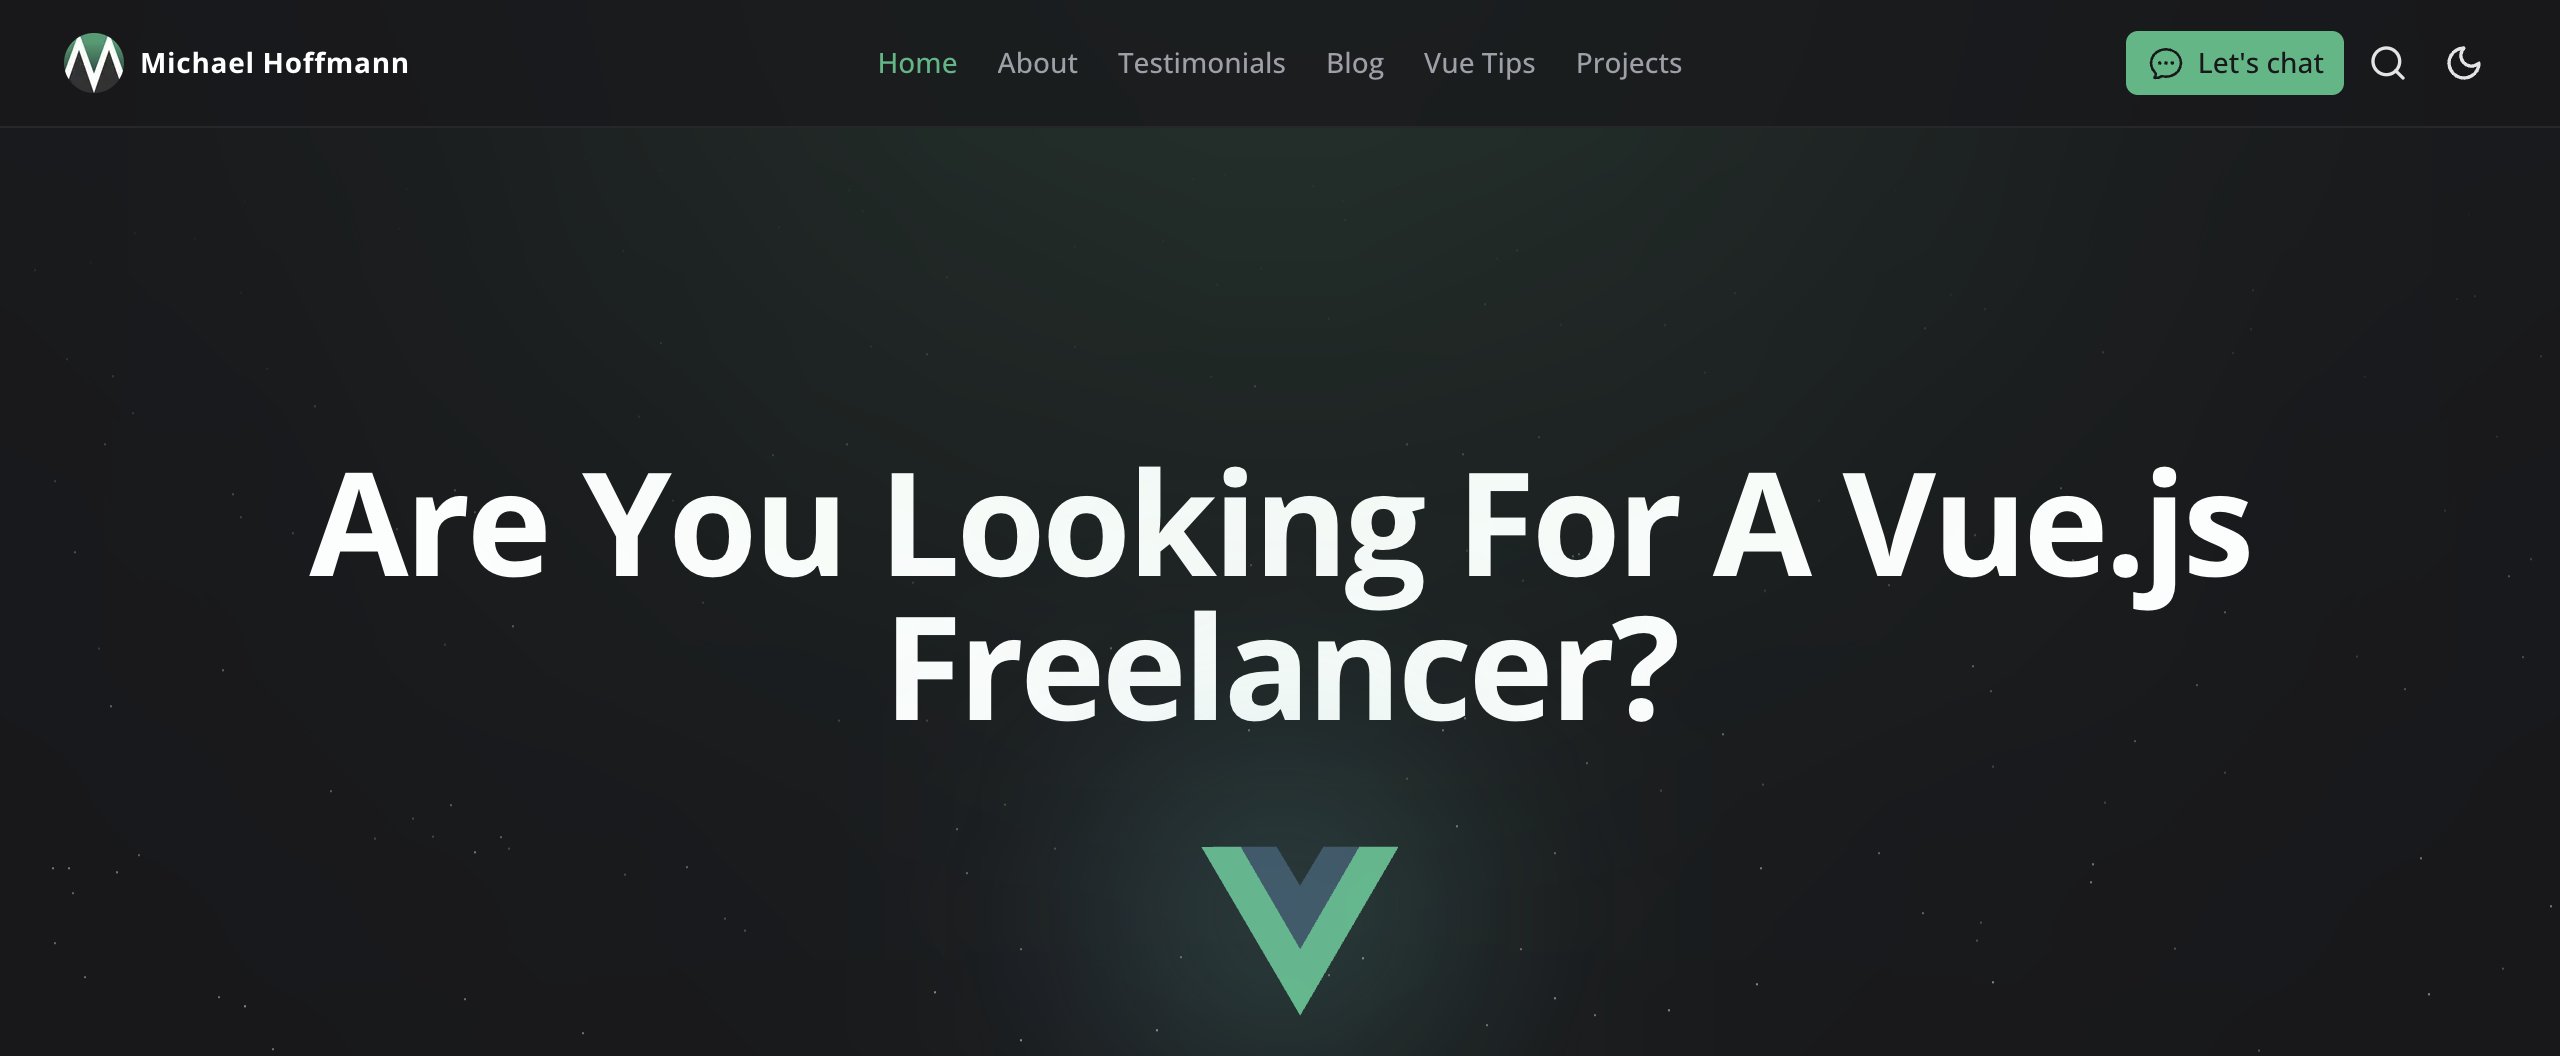 Michael Hoffmann
Home About Testimonials Blog Vue Tips Projects
Let's chat
Are You Looking For A Vue.js
Freelancer?